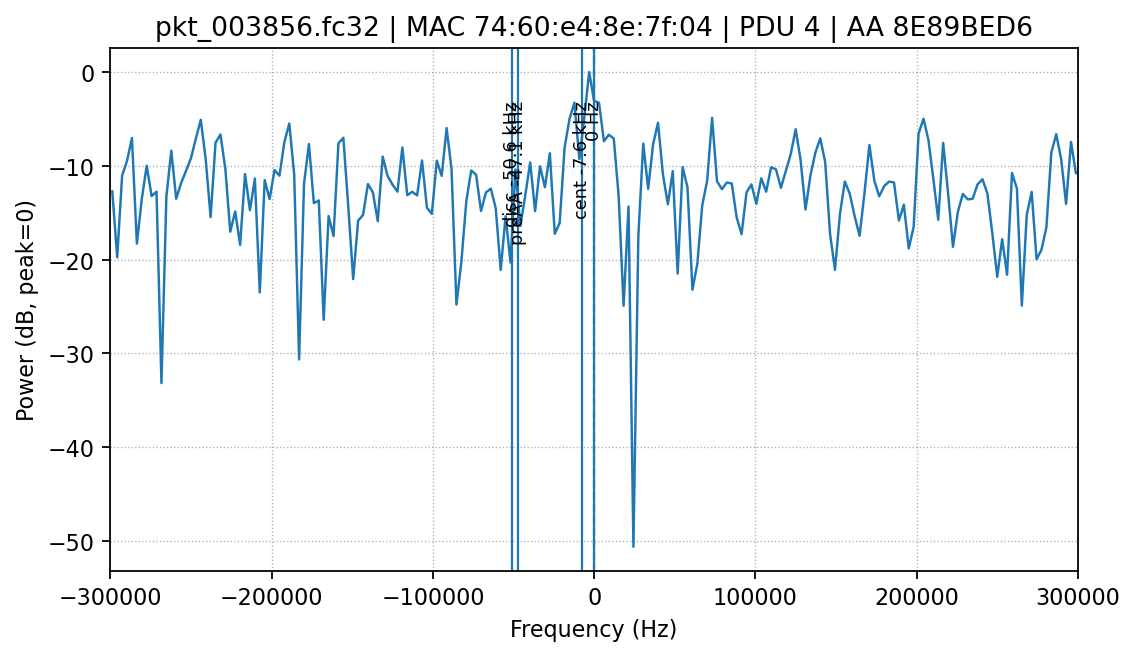 pkt_003856.fc32 | MAC 74:60:e4:8e:7f:04 | PDU 4 | AA 8E89BED6
Power (dB, peak=0)
0
−10
−20
−30
−40
−50
cent -7.6 kHz
0 Hz
−300000
−200000
−100000
0
100000
200000
300000
Frequency (Hz)